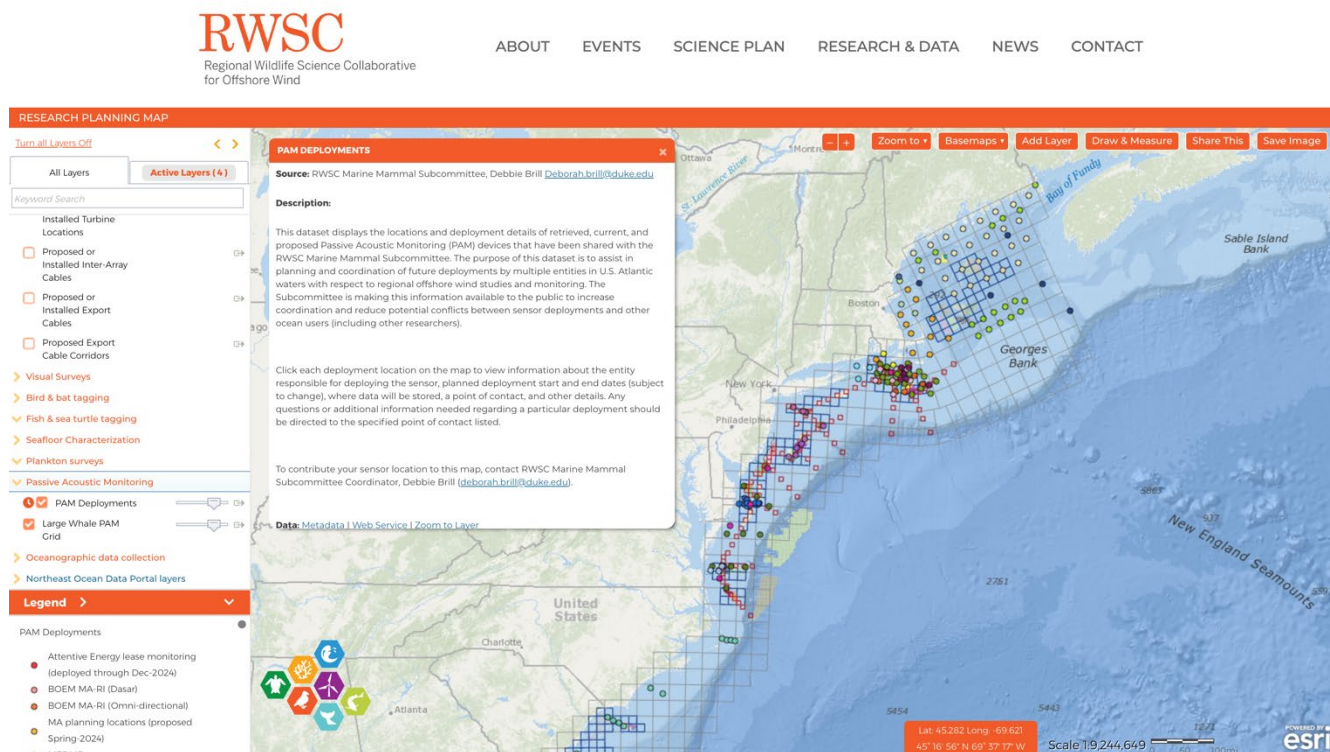 RWSC
Regional Wildlife Science Collaborative
for Offshore Wind
ABOUT
EVENTS
SCIENCE PLAN
RESEARCH & DATA
NEWS
CONTACT
RESEARCH PLANNING MAP
Turn all Layers Off
All Layers
Active Layers ( 4 )
Keyword Search
Installed Turbine
Locations
Proposed or
Installed Inter-Array
Cables
Proposed or
Installed Export
Cables
Proposed Export
Cable Corridors
Visual Surveys
Bird & bat tagging
Fish & sea turtle tagging
Seafloor Characterization
Plankton surveys
Passive Acoustic Monitoring
PAM Deployments
Large Whale PAM
Grid
Oceanographic data collection
Northeast Ocean Data Portal layers
Legend
PAM Deployments
Attentive Energy lease monitoring
(deployed through Dec-2024)
BOEM MA-RI (Dasar)
BOEM MA-RI (Omni-directional)
MA planning locations (proposed
Spring-2024)
PAM DEPLOYMENTS
Source: RWSC Marine Mammal Subcommittee, Debbie Brill Deborah.brill@duke.edu
Description:
This dataset displays the locations and deployment details of retrieved, current, and
proposed Passive Acoustic Monitoring (PAM) devices that have been shared with the
RWSC Marine Mammal Subcommittee. The purpose of this dataset is to assist in
planning and coordination of future deployments by multiple entities in U.S. Atlantic
waters with respect to regional offshore wind studies and monitoring. The
Subcommittee is making this information available to the public to increase
coordination and reduce potential conflicts between sensor deployments and other
ocean users (including other researchers).
Click each deployment location on the map to view information about the entity
responsible for deploying the sensor, planned deployment start and end dates (subject
to change), where data will be stored, a point of contact, and other details. Any
questions or additional information needed regarding a particular deployment should
be directed to the specified point of contact listed.
To contribute your sensor location to this map, contact RWSC Marine Mammal
Subcommittee Coordinator, Debbie Brill (deborah.brill@duke.edu).
Data: Metadata | Web Service | Zoom to Layer
Zoom to
Basemaps
Add Layer
Draw & Measure
Share This
Save Image
Ottawa
Montre
St. Lawrence River
Bay of Fundy
Sable Island
Bank
Boston
Georges
Bank
New York
Philadelphia
New England Seamounts
5863
937
2761
United
States
Charlotte
Atlanta
5454
5443
1271
Lat: 45.282 Long: -69.621
45° 16' 56" N 69° 37' 17" W
Scale 1:9,244,649
POWERED BY
esri